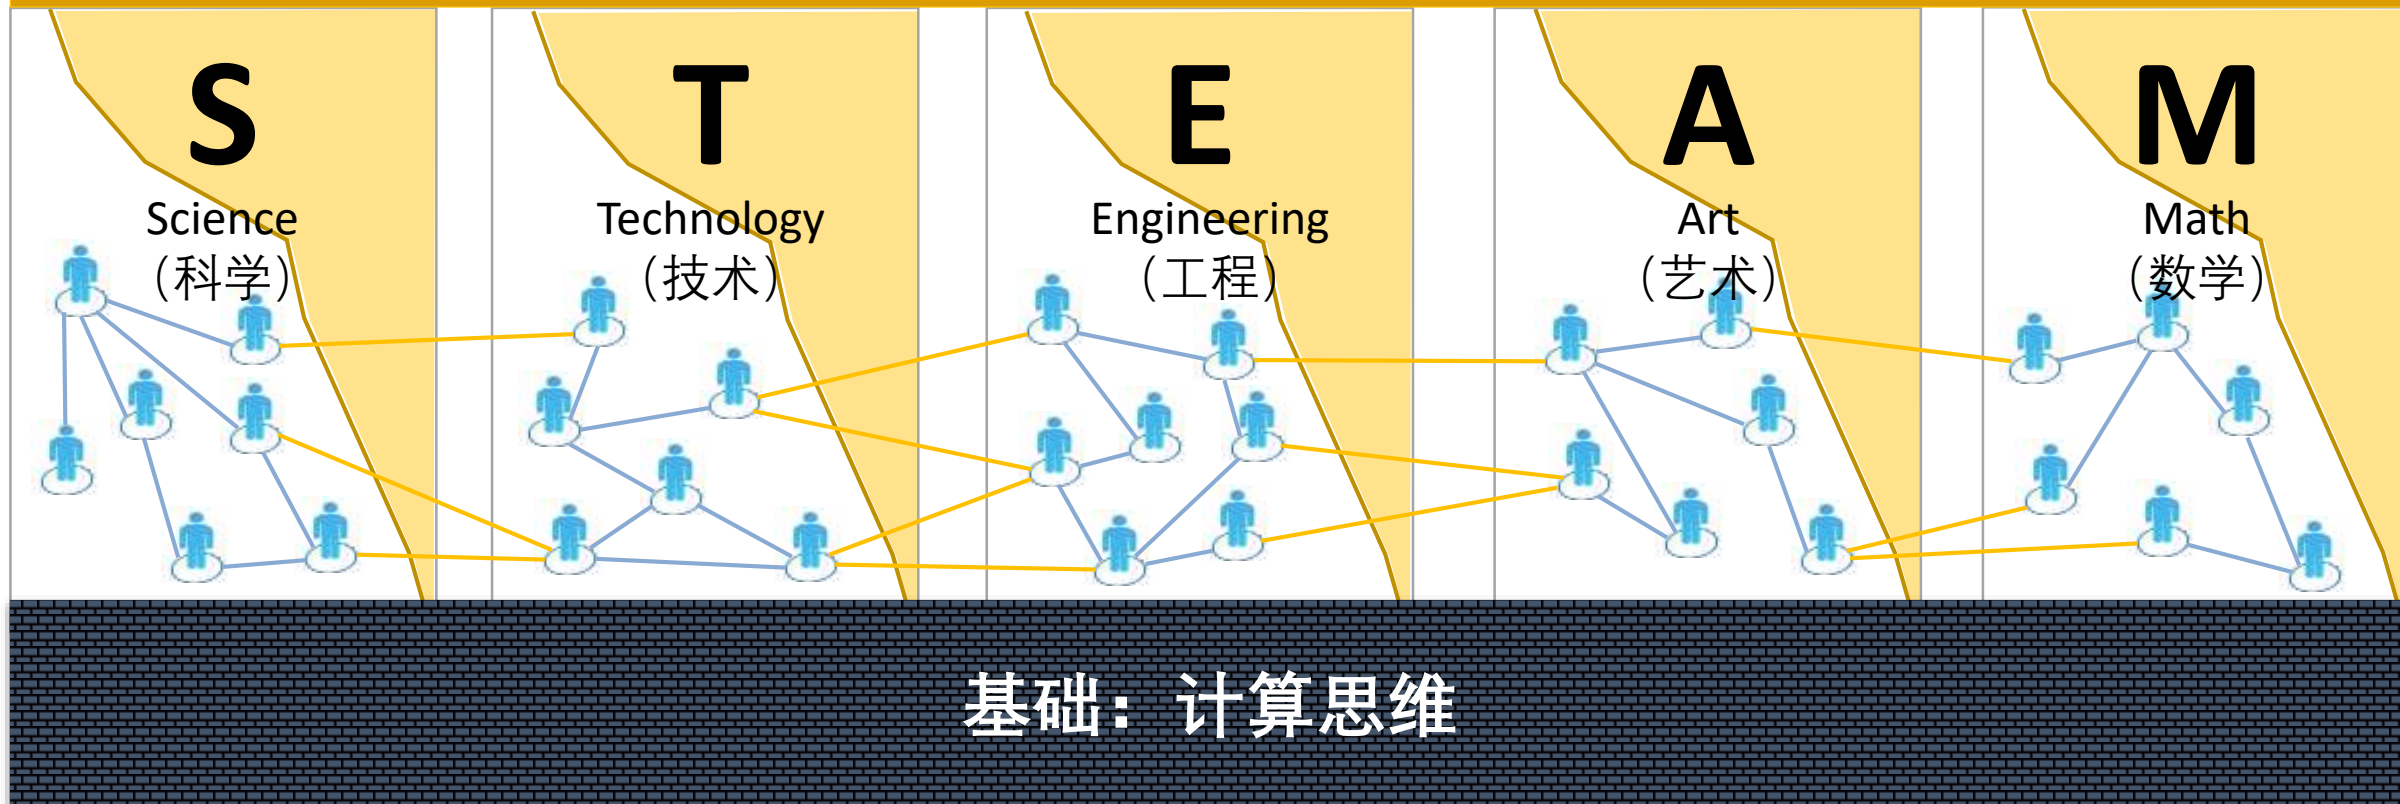 S
Science
（科学）
T
Technology
（技术）
E
Engineering
（工程）
A
Art
（艺术）
M
Math
（数学）
基础：计算思维